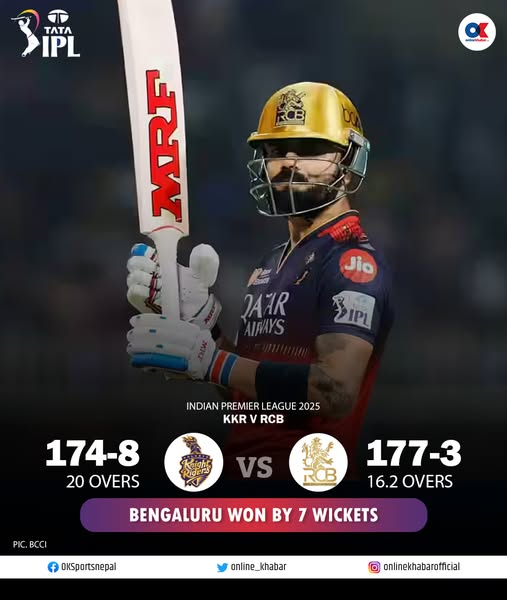 TATA
IPL
OK
onlinekhabar
MRF
RCB
Jio
QATAR
AIRWAYS
IPL
INDIAN PREMIER LEAGUE 2025
KKR V RCB
174-8
20 OVERS
Knight
Riders
VS
RCB
177-3
16.2 OVERS
BENGALURU WON BY 7 WICKETS
PIC. BCCI
OKSportsnepal
online_khabar
onlinekhabarofficial